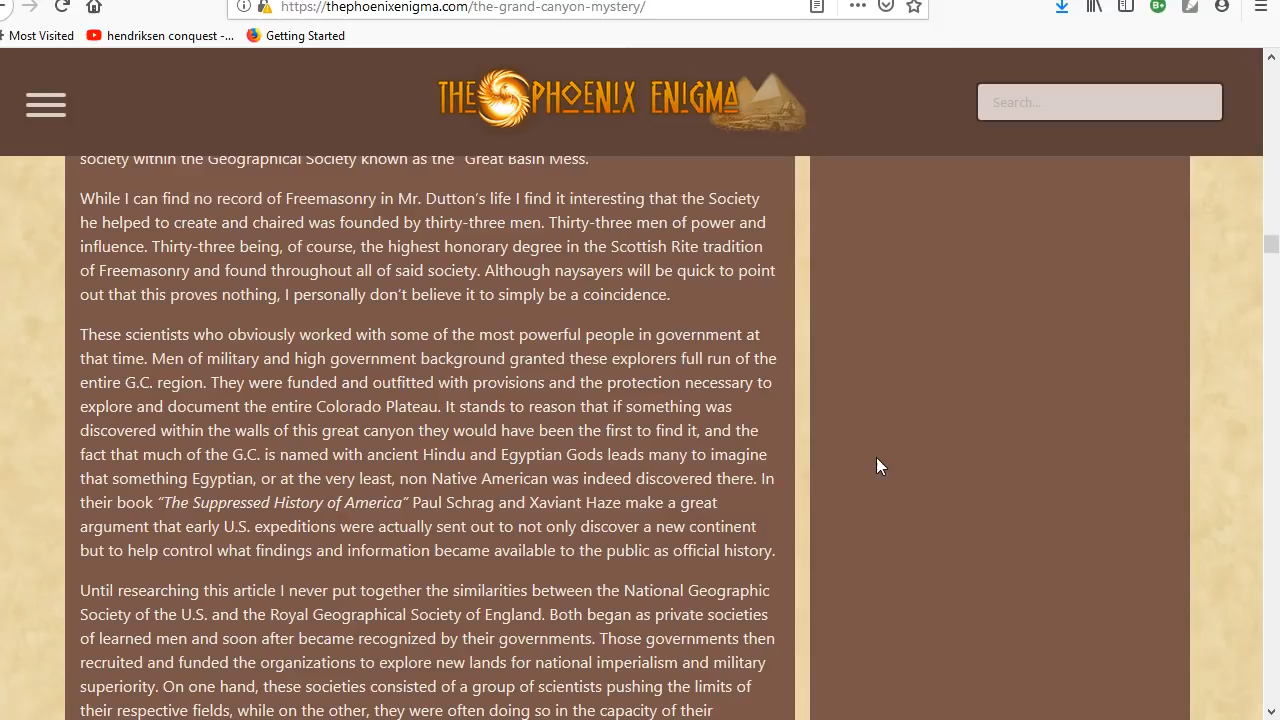 https://thephoenixenigma.com/the-grand-canyon-mystery/
Most Visited
hendriksen conquest -...
Getting Started
THE PHOENIX ENIGMA
Search...
society within the Geographical Society known as the "Great Basin Mess.
While I can find no record of Freemasonry in Mr. Dutton's life I find it interesting that the Society
he helped to create and chaired was founded by thirty-three men. Thirty-three men of power and
influence. Thirty-three being, of course, the highest honorary degree in the Scottish Rite tradition
of Freemasonry and found throughout all of said society. Although naysayers will be quick to point
out that this proves nothing, I personally don't believe it to simply be a coincidence.
These scientists who obviously worked with some of the most powerful people in government at
that time. Men of military and high government background granted these explorers full run of the
entire G.C. region. They were funded and outfitted with provisions and the protection necessary to
explore and document the entire Colorado Plateau. It stands to reason that if something was
discovered within the walls of this great canyon they would have been the first to find it, and the
fact that much of the G.C. is named with ancient Hindu and Egyptian Gods leads many to imagine
that something Egyptian, or at the very least, non Native American was indeed discovered there. In
their book "The Suppressed History of America" Paul Schrag and Xaviant Haze make a great
argument that early U.S. expeditions were actually sent out to not only discover a new continent
but to help control what findings and information became available to the public as official history.
Until researching this article I never put together the similarities between the National Geographic
Society of the U.S. and the Royal Geographical Society of England. Both began as private societies
of learned men and soon after became recognized by their governments. Those governments then
recruited and funded the organizations to explore new lands for national imperialism and military
superiority. On one hand, these societies consisted of a group of scientists pushing the limits of
their respective fields, while on the other, they were often doing so in the capacity of their